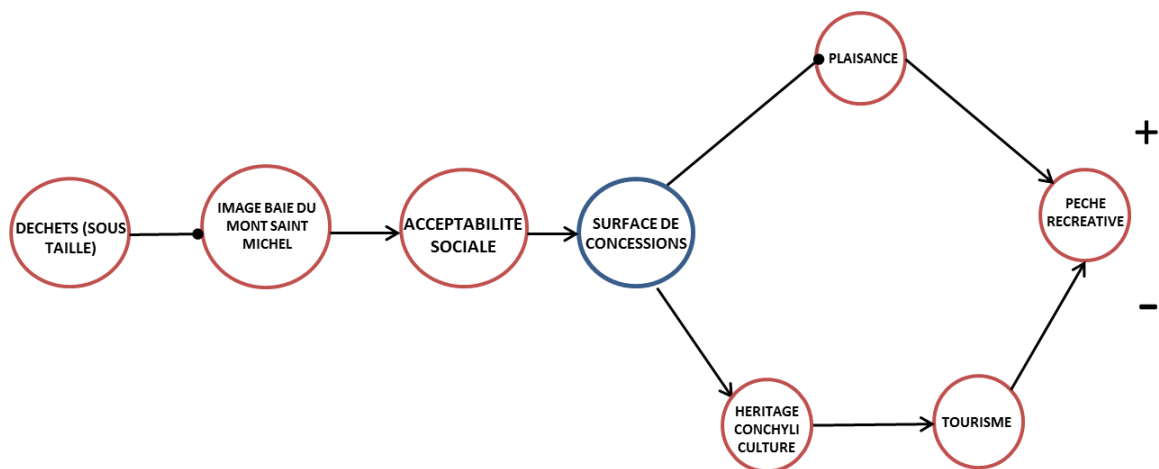 PLAISANCE
+
DECHETS (SOUS
TAILLE)
IMAGE BAIE DU
MONT SAINT
MICHEL
ACCEPTABILITE
SOCIALE
SURFACE DE
CONCESSIONS
PECHE
RECREATIVE
-
HERITAGE
CONCHYLI
CULTURE
TOURISME